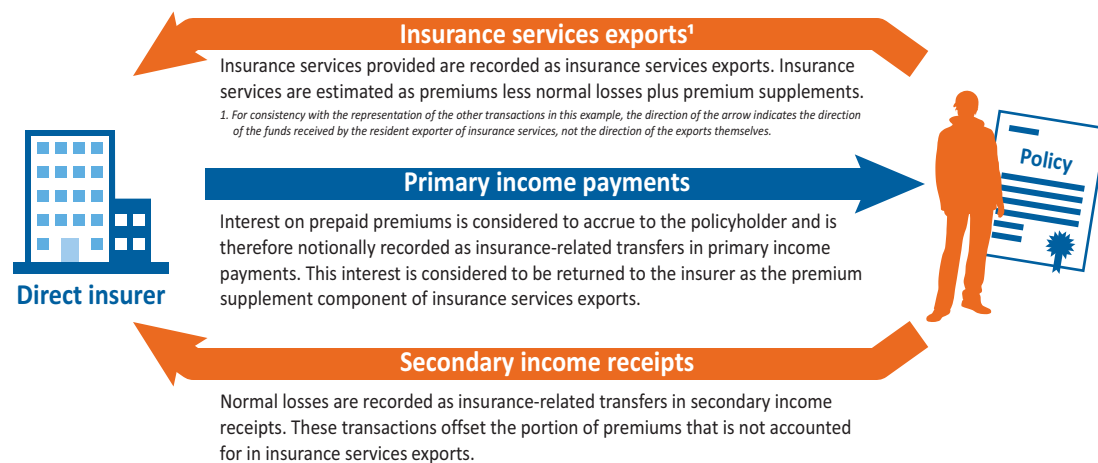 Insurance services exports¹
Insurance services provided are recorded as insurance services exports. Insurance
services are estimated as premiums less normal losses plus premium supplements.
1. For consistency with the representation of the other transactions in this example, the direction of the arrow indicates the direction
of the funds received by the resident exporter of insurance services, not the direction of the exports themselves.
Policy
Primary income payments
Interest on prepaid premiums is considered to accrue to the policyholder and is
therefore notionally recorded as insurance-related transfers in primary income
payments. This interest is considered to be returned to the insurer as the premium
supplement component of insurance services exports.
Direct insurer
Secondary income receipts
Normal losses are recorded as insurance-related transfers in secondary income
receipts. These transactions offset the portion of premiums that is not accounted
for in insurance services exports.